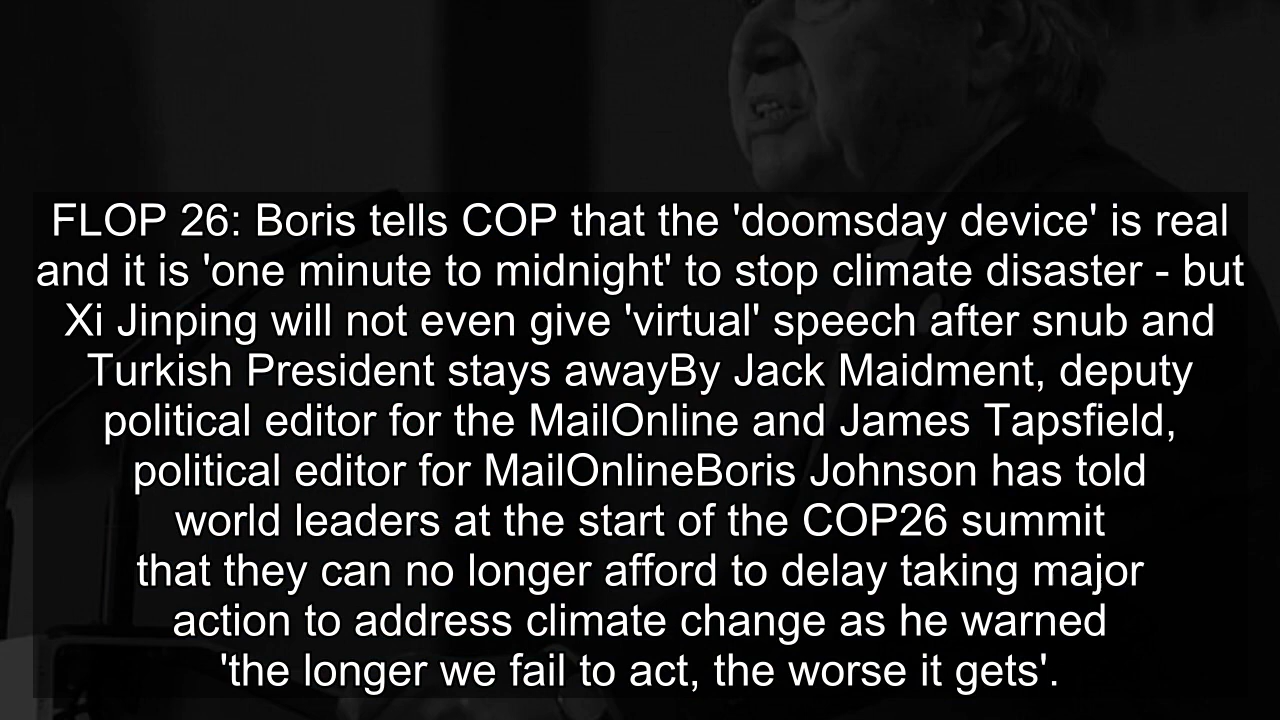 FLOP 26: Boris tells COP that the 'doomsday device' is real
and it is 'one minute to midnight' to stop climate disaster - but
Xi Jinping will not even give 'virtual' speech after snub and
Turkish President stays awayBy Jack Maidment, deputy
political editor for the MailOnline and James Tapsfield,
political editor for MailOnlineBoris Johnson has told
world leaders at the start of the COP26 summit
that they can no longer afford to delay taking major
action to address climate change as he warned
'the longer we fail to act, the worse it gets'.